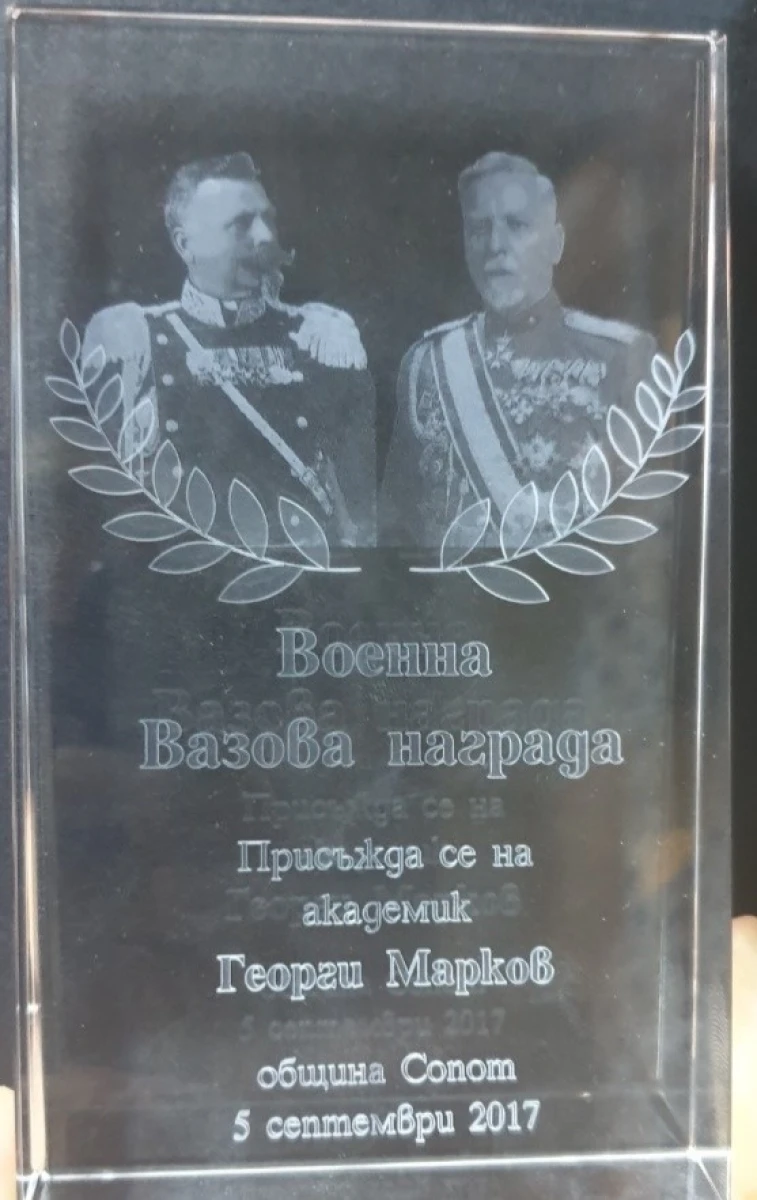 Военна
Вазова награда
Присъжда се на
академик
Георги Марков
община Сопот
5 септември 2017